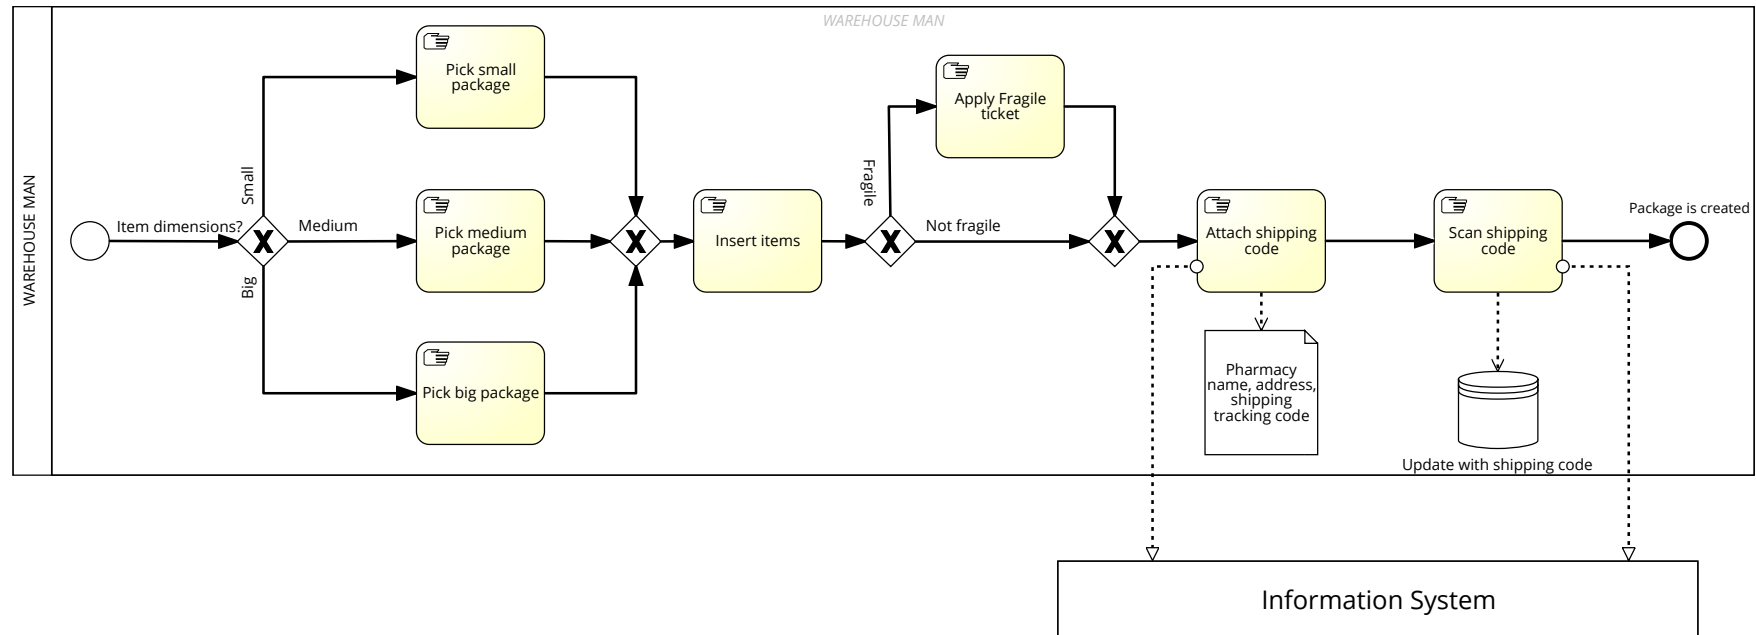 WAREHOUSE MAN
WAREHOUSE MAN
Pick small
package
Apply Fragile
ticket
Small
Fragile
Item dimensions?
Medium
Pick medium
package
Insert items
Not fragile
Attach shipping
code
Scan shipping
code
Package is created
Big
Pick big package
Pharmacy
name, address,
shipping
tracking code
Update with shipping code
Information System